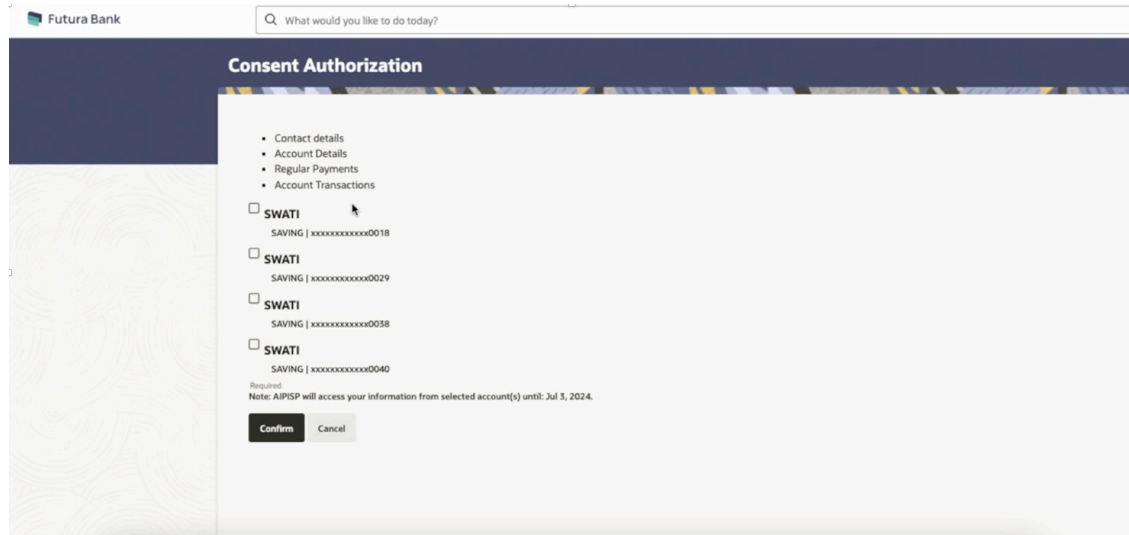 Futura Bank
What would you like to do today?
Consent Authorization
Contact details
Account Details
Regular Payments
Account Transactions
SWATI
SAVING | xxxxxxxxxxxx0018
SWATI
SAVING | xxxxxxxxxxxx0029
SWATI
SAVING | xxxxxxxxxxxx0038
SWATI
SAVING | xxxxxxxxxxxx0040
Required
Note: AIPISP will access your information from selected account(s) until: Jul 3, 2024.
Confirm Cancel